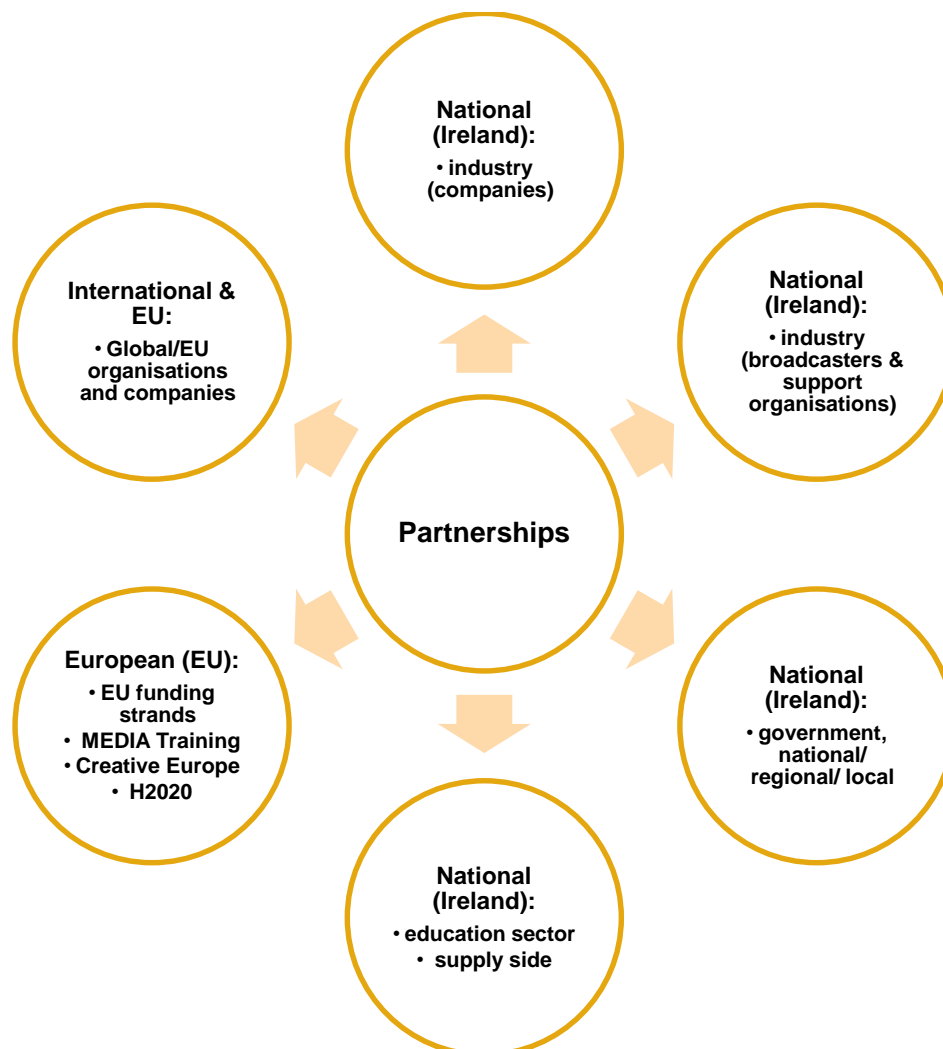 National
(Ireland):
• industry
(companies)
National
(Ireland):
• industry
(broadcasters &
support
organisations)
National
(Ireland):
• government,
national/
regional/ local
National
(Ireland):
• education sector
• supply side
European (EU):
• EU funding
strands
• MEDIA Training
• Creative Europe
• H2020
International &
EU:
• Global/EU
organisations
and companies
Partnerships